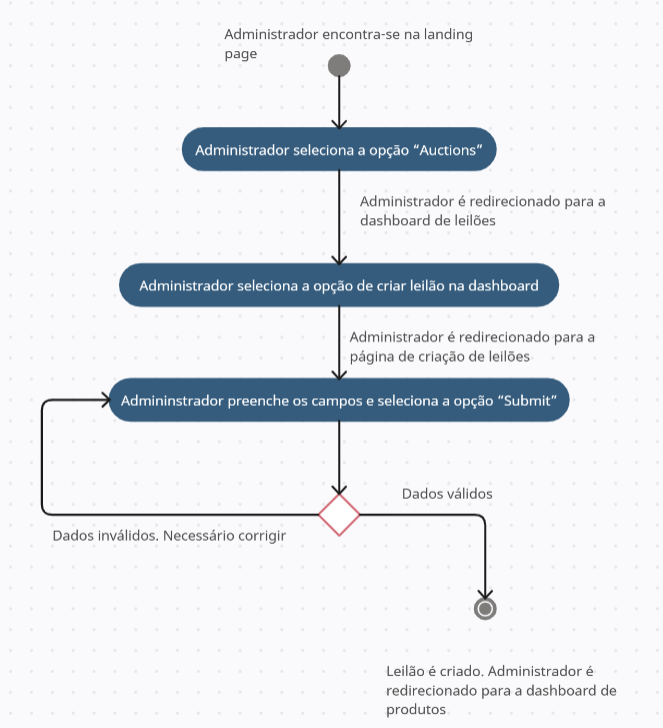 Administrador encontra-se na landing
page
Administrador seleciona a opção “Auctions”
Administrador é redirecionado para a
dashboard de leilões
Administrador seleciona a opção de criar leilão na dashboard
Administrador é redirecionado para a
página de criação de leilões
Admininstrador preenche os campos e seleciona a opção “Submit”
Dados válidos
Dados inválidos. Necessário corrigir
Leilão é criado. Administrador é
redirecionado para a dashboard de
produtos